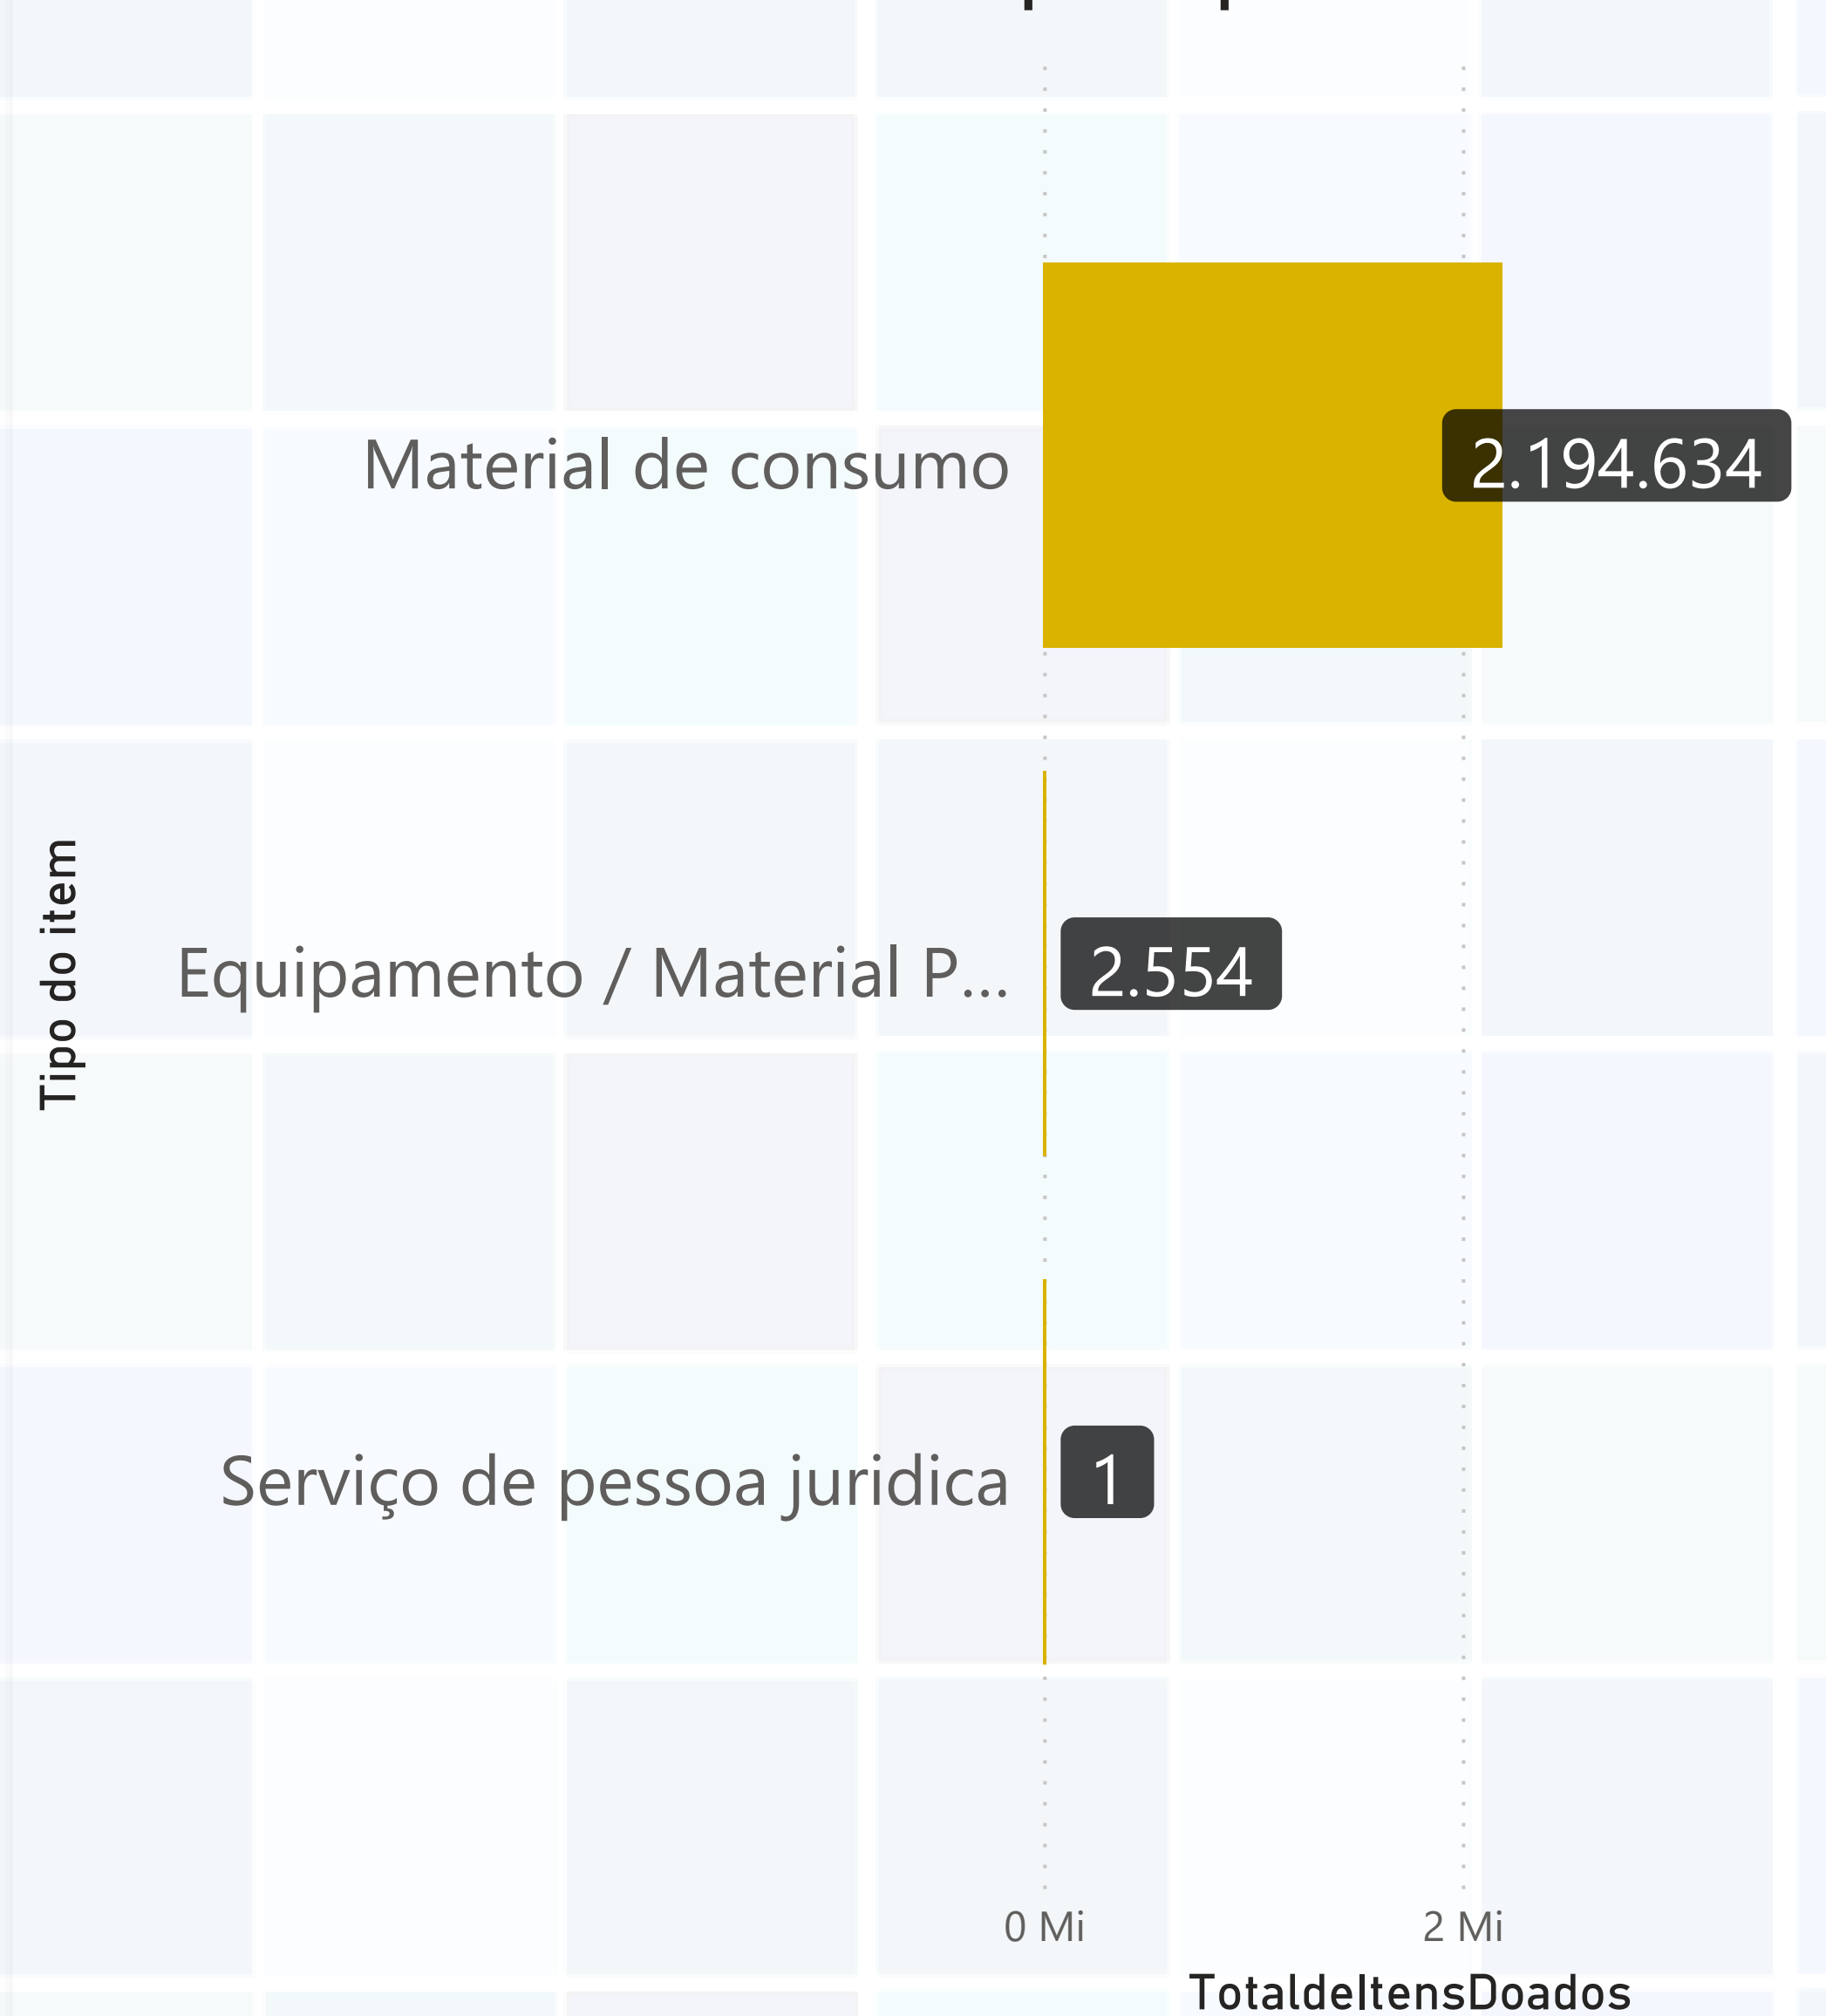 Material de consumo
2.194.634
Tipo do item
Equipamento / Material P...
2.554
Serviço de pessoa juridica
1
0 Mi
2 Mi
TotaldeItensDoados